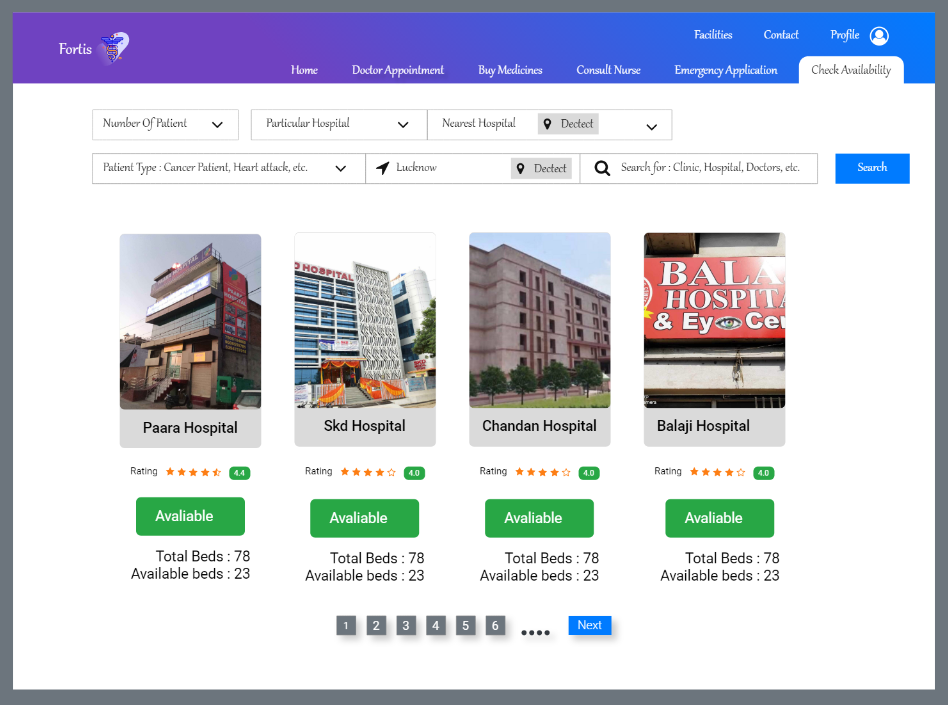 Facilities Contact Profile
Fortis
Home Doctor Appointment Buy Medicines Consult Nurse Emergency Application Check Availability
Number Of Patient Particular Hospital Nearest Hospital Dectect
Patient Type : Cancer Patient, Heart attack, etc. Lucknow Dectect Search for : Clinic, Hospital, Doctors, etc. Search
HOSPITAL
BALA
HOSPITA
& Ey Cen
Paara Hospital Skd Hospital Chandan Hospital Balaji Hospital
Rating 4.4 Rating 4.0 Rating 4.0 Rating 4.0
Avaliable Avaliable Avaliable Avaliable
Total Beds : 78 Total Beds : 78 Total Beds : 78 Total Beds : 78
Available beds : 23 Available beds : 23 Available beds : 23 Available beds : 23
1 2 3 4 5 6 .... Next